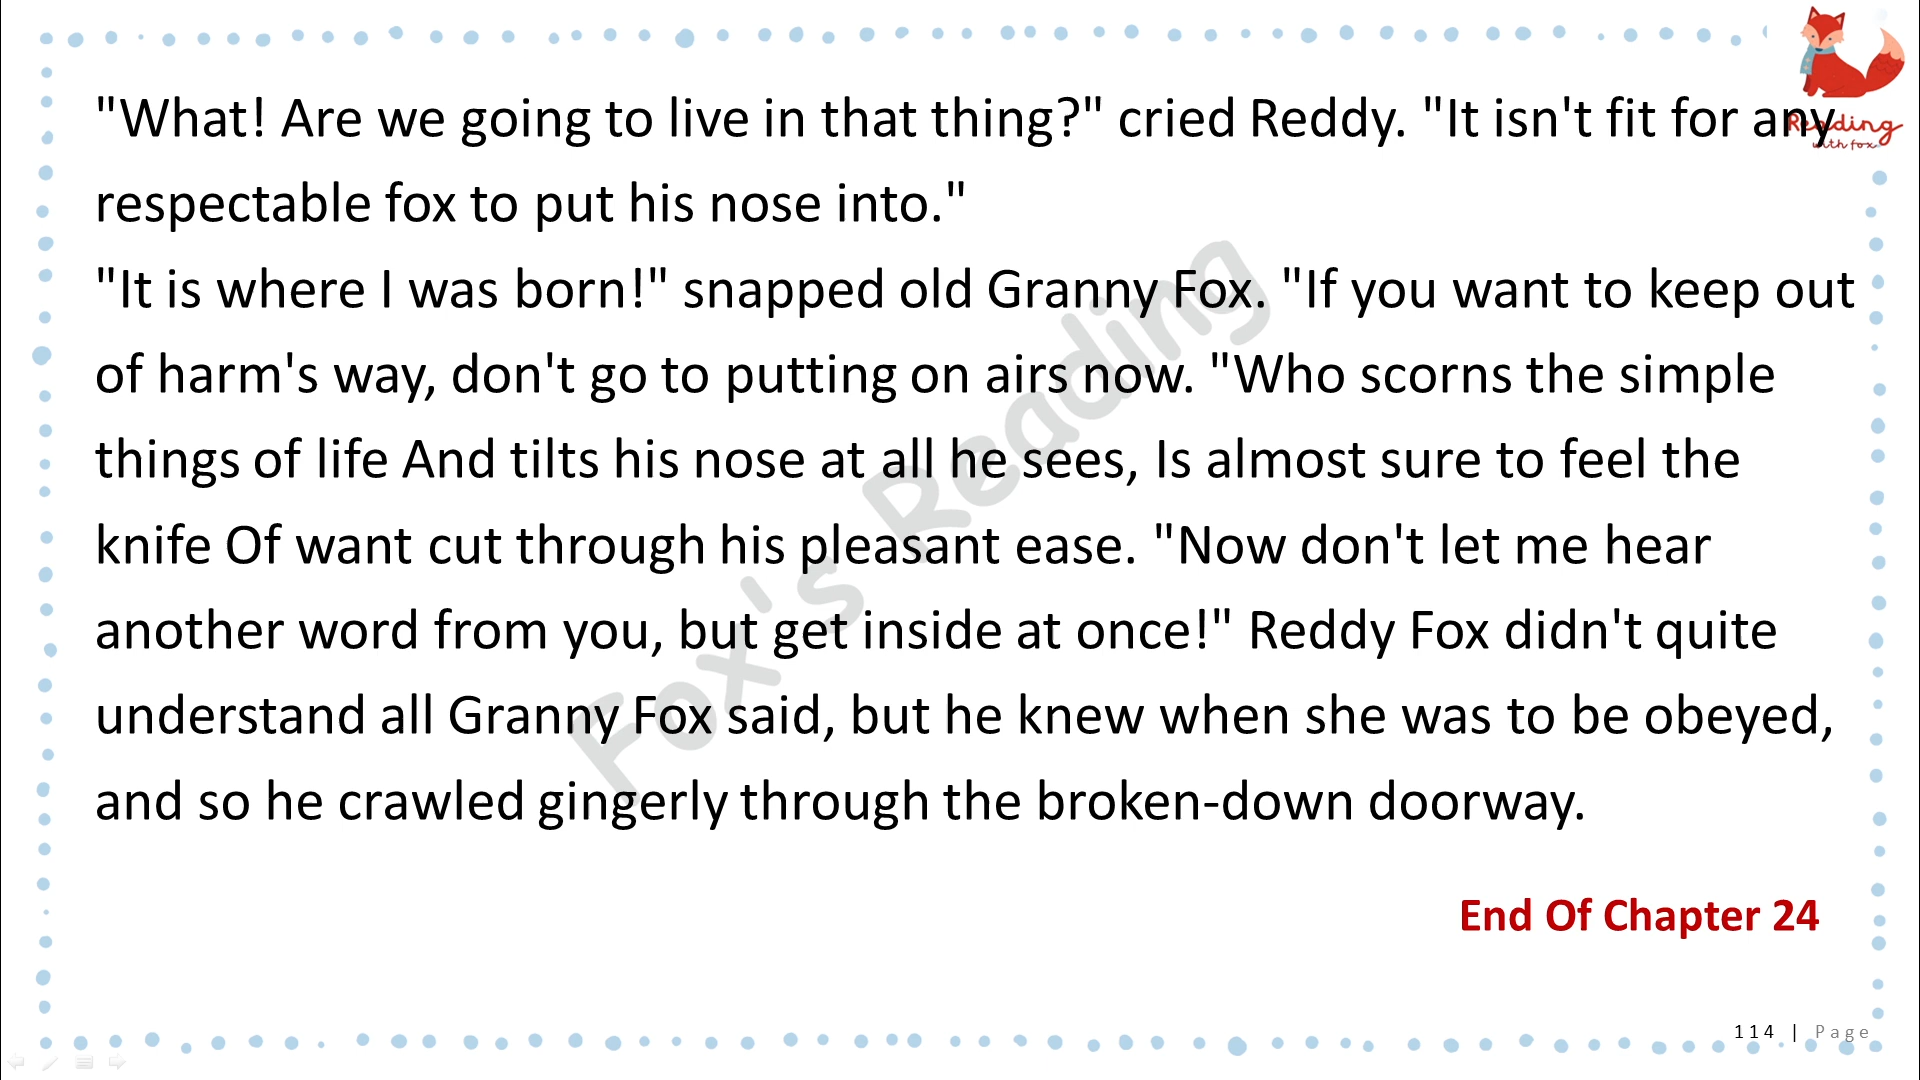 "What! Are we going to live in that thing?" cried Reddy. "It isn't fit for any
respectable fox to put his nose into."
"It is where I was born!" snapped old Granny Fox. "If you want to keep out
of harm's way, don't go to putting on airs now. "Who scorns the simple
things of life And tilts his nose at all he sees, Is almost sure to feel the
knife Of want cut through his pleasant ease. "Now don't let me hear
another word from you, but get inside at once!" Reddy Fox didn't quite
understand all Granny Fox said, but he knew when she was to be obeyed,
and so he crawled gingerly through the broken-down doorway.
End Of Chapter 24
114 | Page
Reading
with fox
Fox's Reading